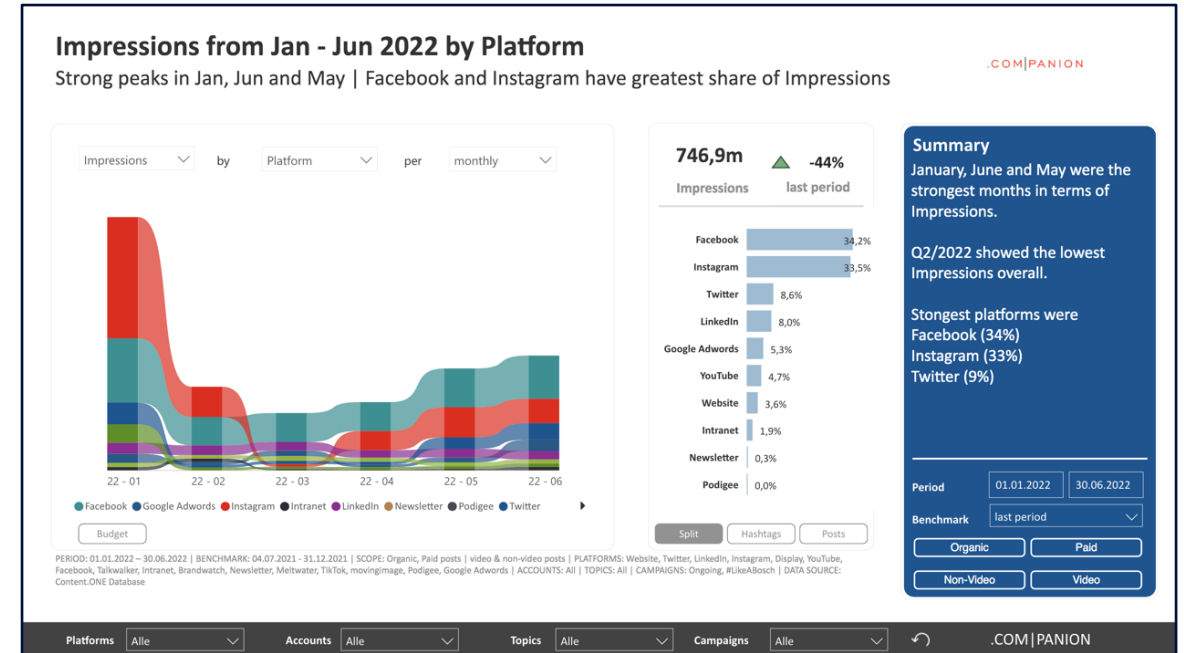 Impressions from Jan - Jun 2022 by Platform
Strong peaks in Jan, Jun and May | Facebook and Instagram have greatest share of Impressions
.COM|PANION
Impressions by Platform per monthly
22 - 01 22 - 02 22 - 03 22 - 04 22 - 05 22 - 06
Facebook Google Adwords Instagram Intranet LinkedIn Newsletter Podigee Twitter
Budget
746,9m -44%
Impressions last period
Facebook 34,2%
Instagram 33,5%
Twitter 8,6%
LinkedIn 8,0%
Google Adwords 5,3%
YouTube 4,7%
Website 3,6%
Intranet 1,9%
Newsletter 0,3%
Podigee 0,0%
Split Hashtags Posts
Summary
January, June and May were the
strongest months in terms of
Impressions.
Q2/2022 showed the lowest
Impressions overall.
Stongest platforms were
Facebook (34%)
Instagram (33%)
Twitter (9%)
Period 01.01.2022 30.06.2022
Benchmark last period
Organic Paid
Non-Video Video
PERIOD: 01.01.2022 – 30.06.2022 | BENCHMARK: 04.07.2021 - 31.12.2021 | SCOPE: Organic, Paid posts | video & non-video posts | PLATFORMS: Website, Twitter, LinkedIn, Instagram, Display, YouTube,
Facebook, Talkwalker, Intranet, Brandwatch, Newsletter, Meltwater, TikTok, movingimage, Podigee, Google Adwords | ACCOUNTS: All | TOPICS: All | CAMPAIGNS: Ongoing, #LikeABosch | DATA SOURCE:
Content.ONE Database
Platforms Alle Accounts Alle Topics Alle Campaigns Alle .COM|PANION